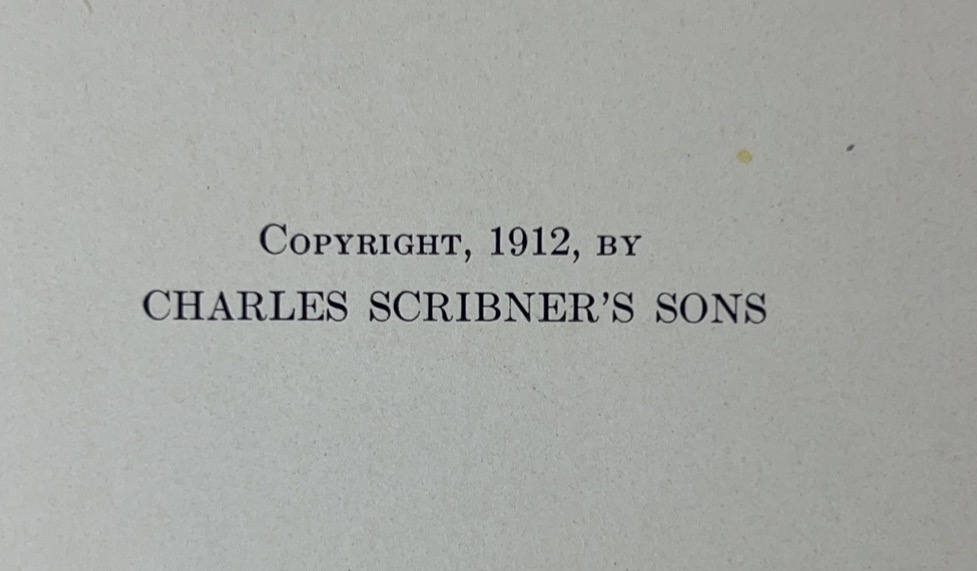 Copyright, 1912, by
CHARLES SCRIBNER'S SONS